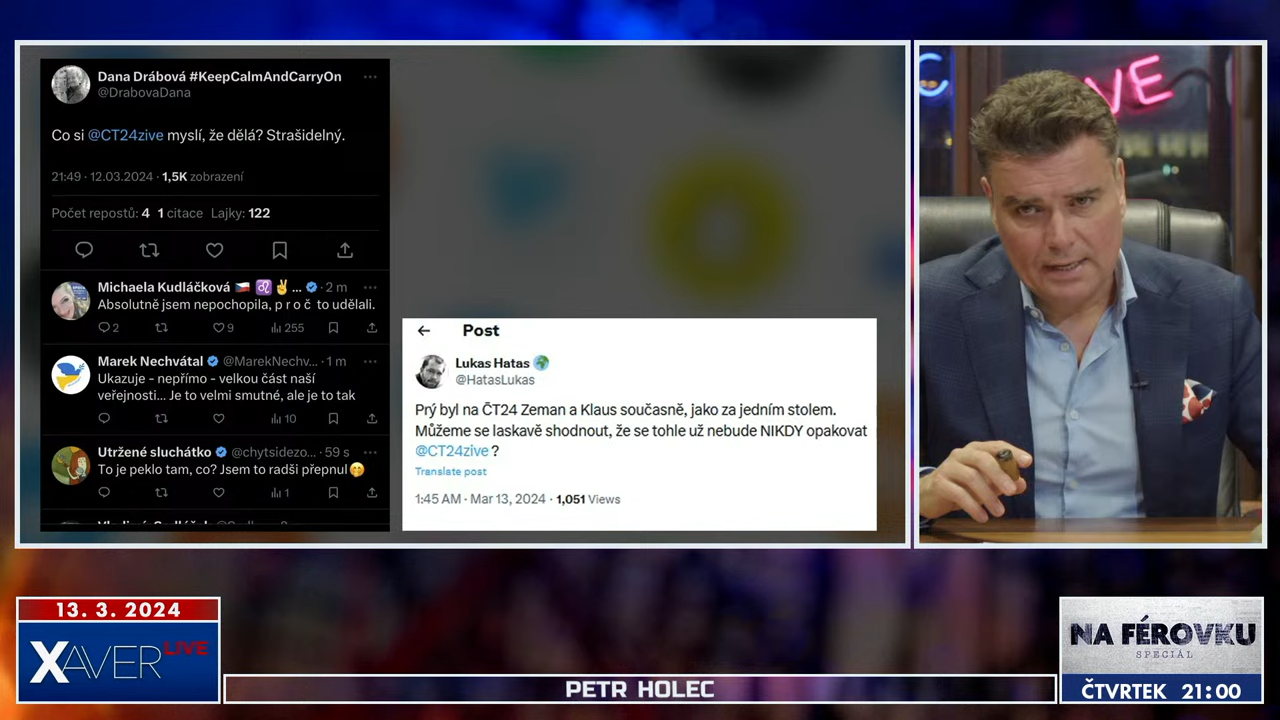 Dana Drábová #KeepCalmAndCarryOn
@DrabovaDana
Co si @CT24zive myslí, že dělá? Strašidelný.
21:49 · 12.03.2024 · 1,5K zobrazení
Počet repostů: 4 1 citace Lajky: 122
Michaela Kudláčková 🇨🇿 ♌ ✌️ ... · 2 m
Absolutně jsem nepochopila, p r o č to udělali.
2 9 255
Marek Nechvátal @MarekNechv... · 1 m
Ukazuje - nepřímo - velkou část naší
veřejnosti... Je to velmi smutné, ale je to tak
10
Utržené sluchátko @chytsidezo... · 59 s
To je peklo tam, co? Jsem to radši přepnul🤭
1
← Post
Lukas Hatas 🌍
@HatasLukas
Prý byl na ČT24 Zeman a Klaus současně, jako za jedním stolem.
Můžeme se laskavě shodnout, že se tohle už nebude NIKDY opakovat
@CT24zive ?
Translate post
1:45 AM · Mar 13, 2024 · 1,051 Views
13. 3. 2024
XAVER LIVE
PETR HOLEC
NA FÉROVKU
SPECIÁL
ČTVRTEK 21:00